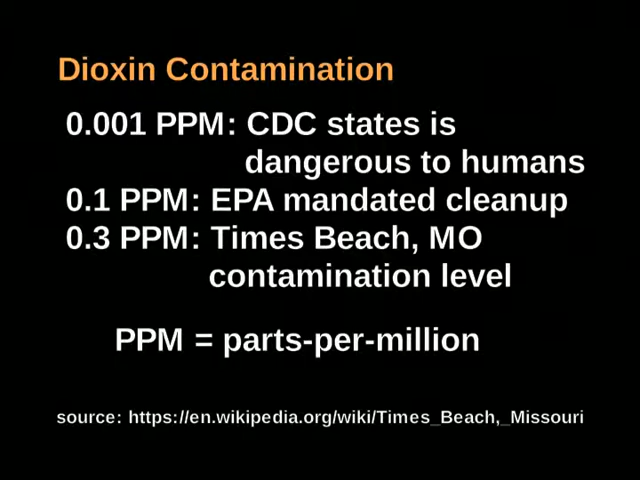 Dioxin Contamination
0.001 PPM: CDC states is
dangerous to humans
0.1 PPM: EPA mandated cleanup
0.3 PPM: Times Beach, MO
contamination level
PPM = parts-per-million
source: https://en.wikipedia.org/wiki/Times_Beach,_Missouri